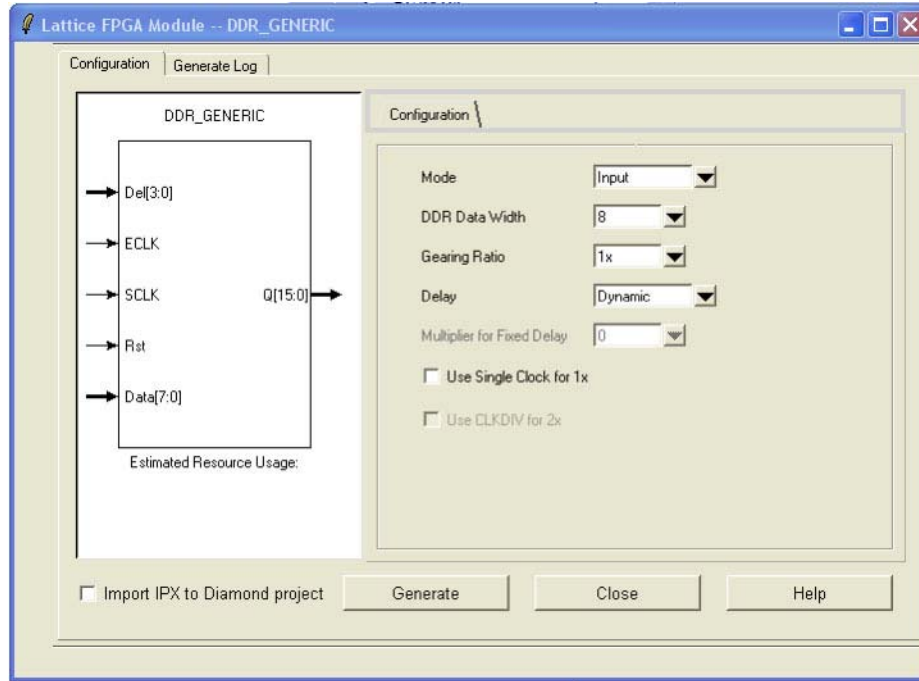 Lattice FPGA Module -- DDR_GENERIC
Configuration
Generate Log
DDR_GENERIC
Del[3:0]
ECLK
SCLK
Q[15:0]
Rst
Data[7:0]
Estimated Resource Usage:
Configuration
Mode
Input
DDR Data Width
8
Gearing Ratio
1x
Delay
Dynamic
Multiplier for Fixed Delay
0
Use Single Clock for 1x
Use CLKDIV for 2x
Import IPX to Diamond project
Generate
Close
Help